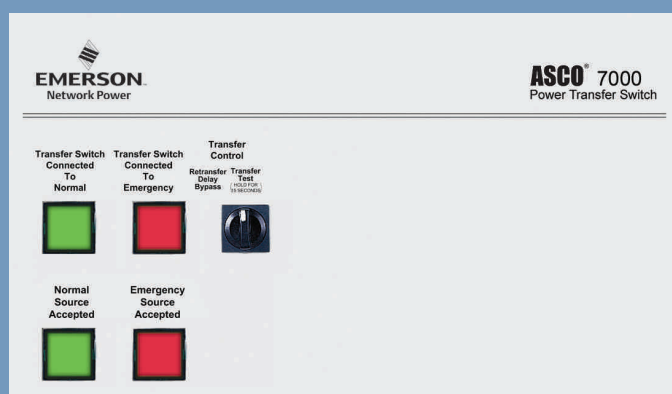 EMERSON.
Network Power
ASCO® 7000
Power Transfer Switch
Transfer Switch
Connected
To
Normal
Transfer Switch
Connected
To
Emergency
Transfer
Control
Retransfer
Delay
Bypass
Transfer
Test
(HOLD FOR
15 SECONDS)
Normal
Source
Accepted
Emergency
Source
Accepted